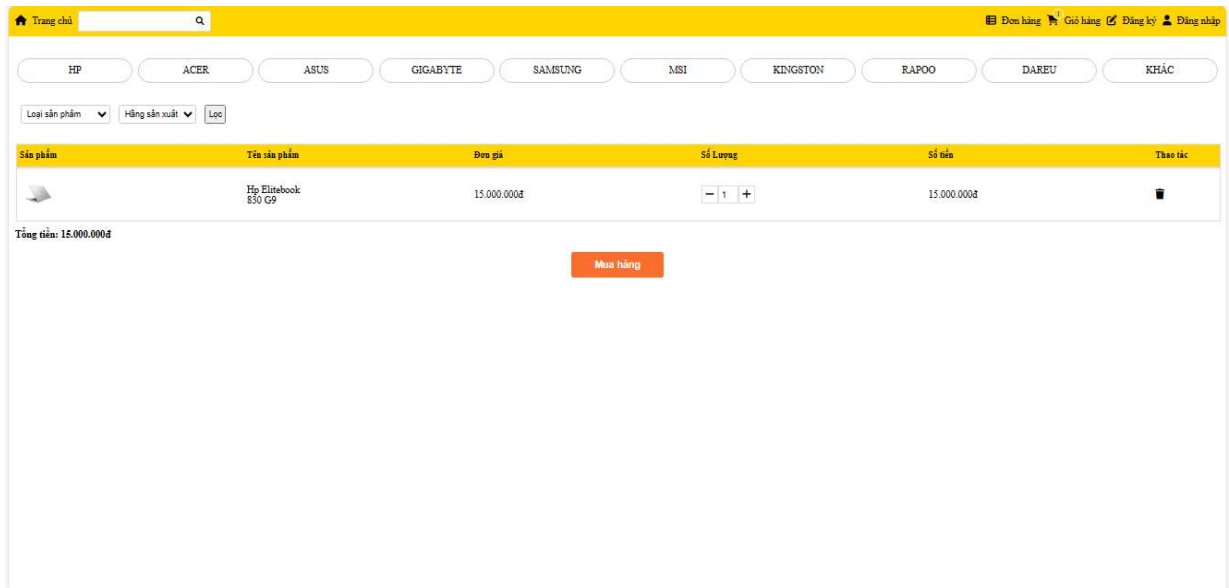 Trang chủ
Đơn hàng 1 Giỏ hàng Đăng ký Đăng nhập
HP ACER ASUS GIGABYTE SAMSUNG MSI KINGSTON RAPOO DAREU KHÁC
Loại sản phẩm Hãng sản xuất Lọc
Sản phẩm Tên sản phẩm Đơn giá Số Lượng Số tiền Thao tác
Hp Elitebook
830 G9
15.000.000đ 1 15.000.000đ
Tổng tiền: 15.000.000đ
Mua hàng